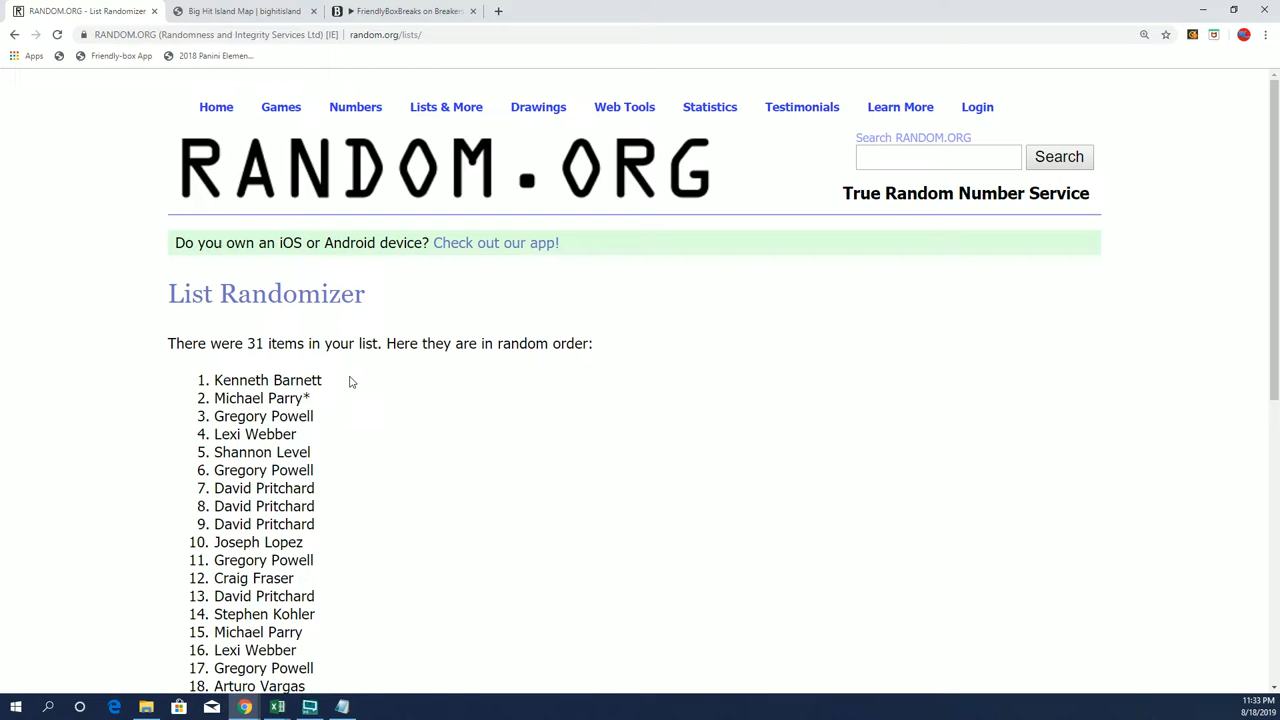 RANDOM.ORG - List Randomizer
Big Hit Island Map | bighitisland
FriendlyBoxBreaks on Breakers
RANDOM.ORG (Randomness and Integrity Services Ltd) [IE] | random.org/lists/
Apps Friendly-box App 2018 Panini Elemen...
Home Games Numbers Lists & More Drawings Web Tools Statistics Testimonials Learn More Login
RANDOM.ORG
Search RANDOM.ORG
Search
True Random Number Service
Do you own an iOS or Android device? Check out our app!
List Randomizer
There were 31 items in your list. Here they are in random order:
1. Kenneth Barnett
2. Michael Parry*
3. Gregory Powell
4. Lexi Webber
5. Shannon Level
6. Gregory Powell
7. David Pritchard
8. David Pritchard
9. David Pritchard
10. Joseph Lopez
11. Gregory Powell
12. Craig Fraser
13. David Pritchard
14. Stephen Kohler
15. Michael Parry
16. Lexi Webber
17. Gregory Powell
18. Arturo Vargas
11:33 PM
8/18/2019